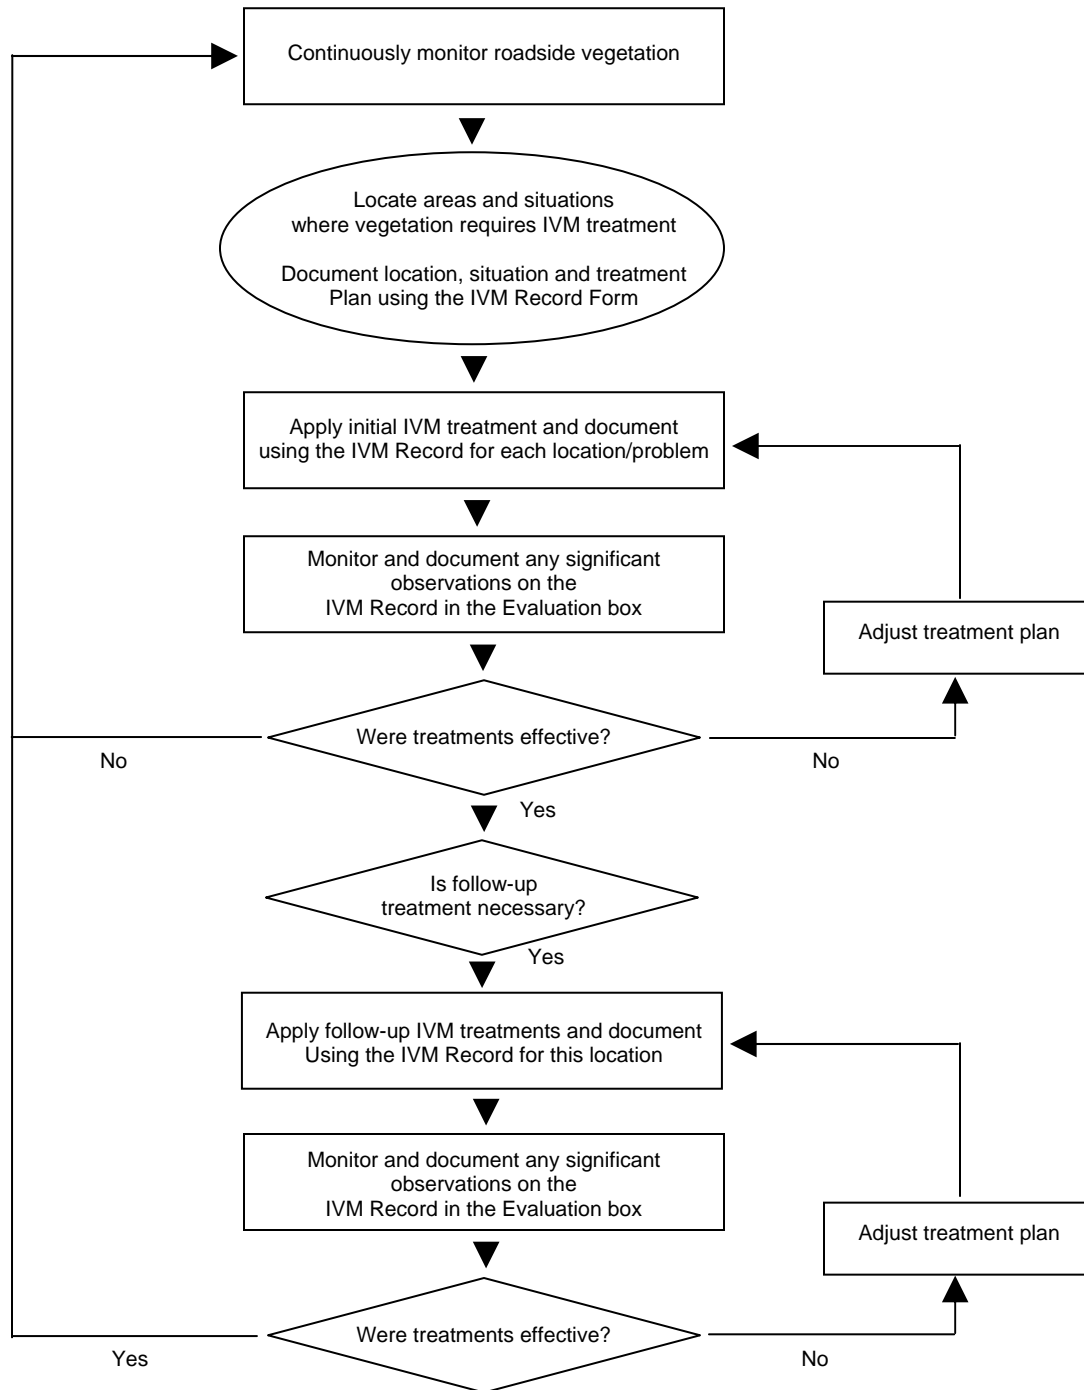 Continuously monitor roadside vegetation
Locate areas and situations
where vegetation requires IVM treatment
Document location, situation and treatment
Plan using the IVM Record Form
Apply initial IVM treatment and document
using the IVM Record for each location/problem
Monitor and document any significant
observations on the
IVM Record in the Evaluation box
Adjust treatment plan
Were treatments effective?
No
No
Yes
Is follow-up
treatment necessary?
Yes
Apply follow-up IVM treatments and document
Using the IVM Record for this location
Monitor and document any significant
observations on the
IVM Record in the Evaluation box
Adjust treatment plan
Were treatments effective?
Yes
No